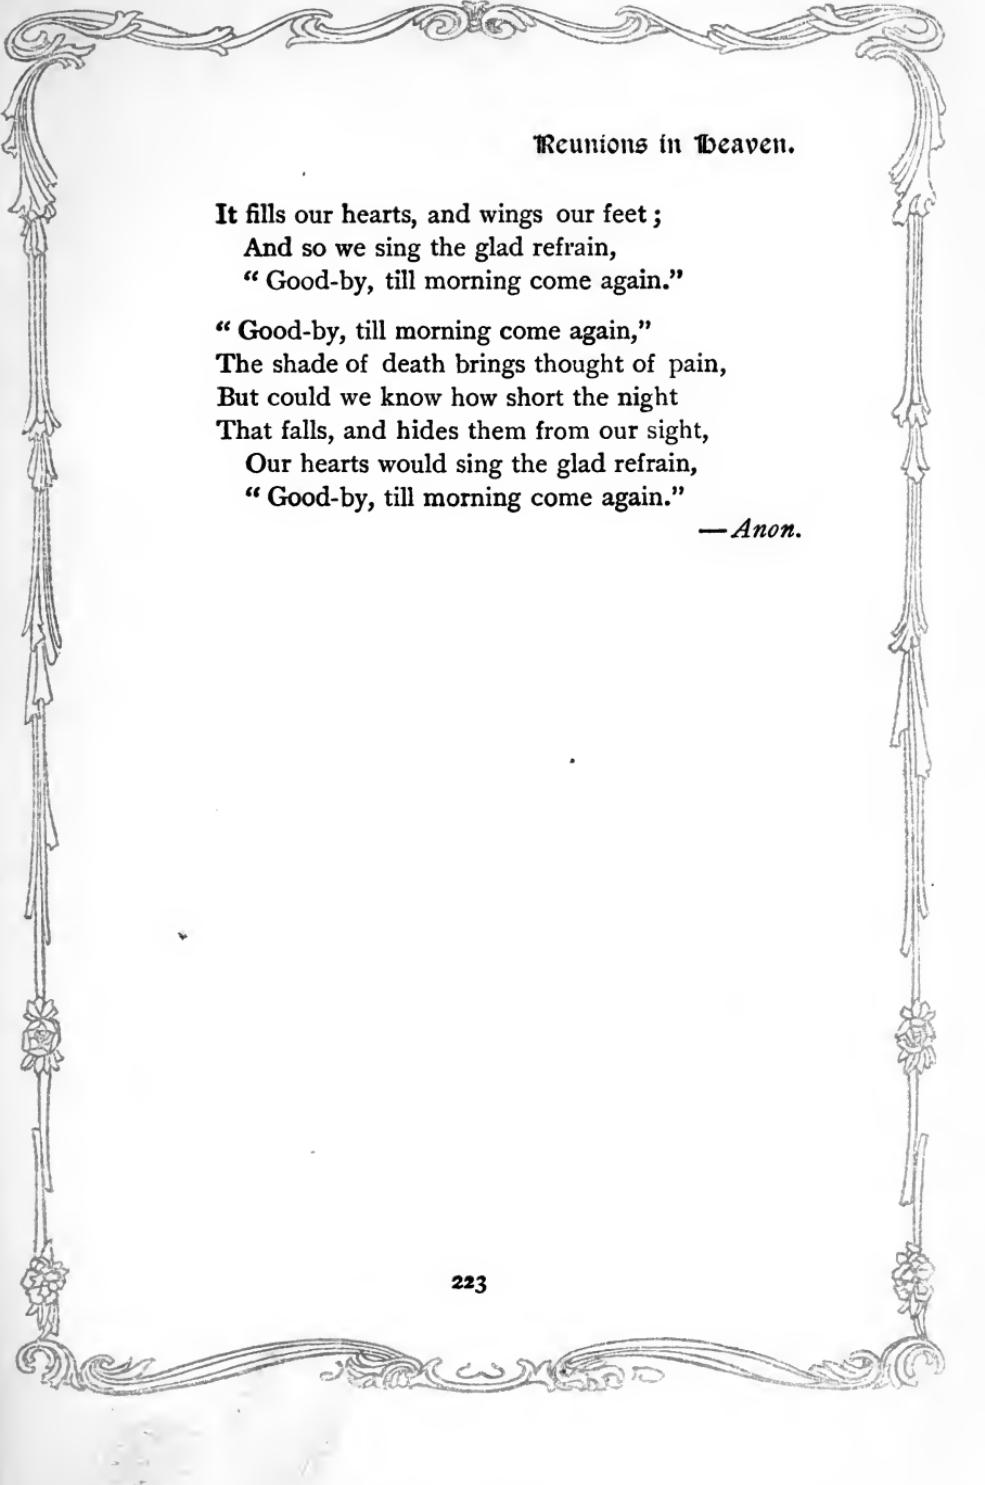 Reunions in Heaven.
It fills our hearts, and wings our feet;
And so we sing the glad refrain,
“Good-by, till morning come again.”
“Good-by, till morning come again,”
The shade of death brings thought of pain,
But could we know how short the night
That falls, and hides them from our sight,
Our hearts would sing the glad refrain,
“Good-by, till morning come again.”
—Anon.
223